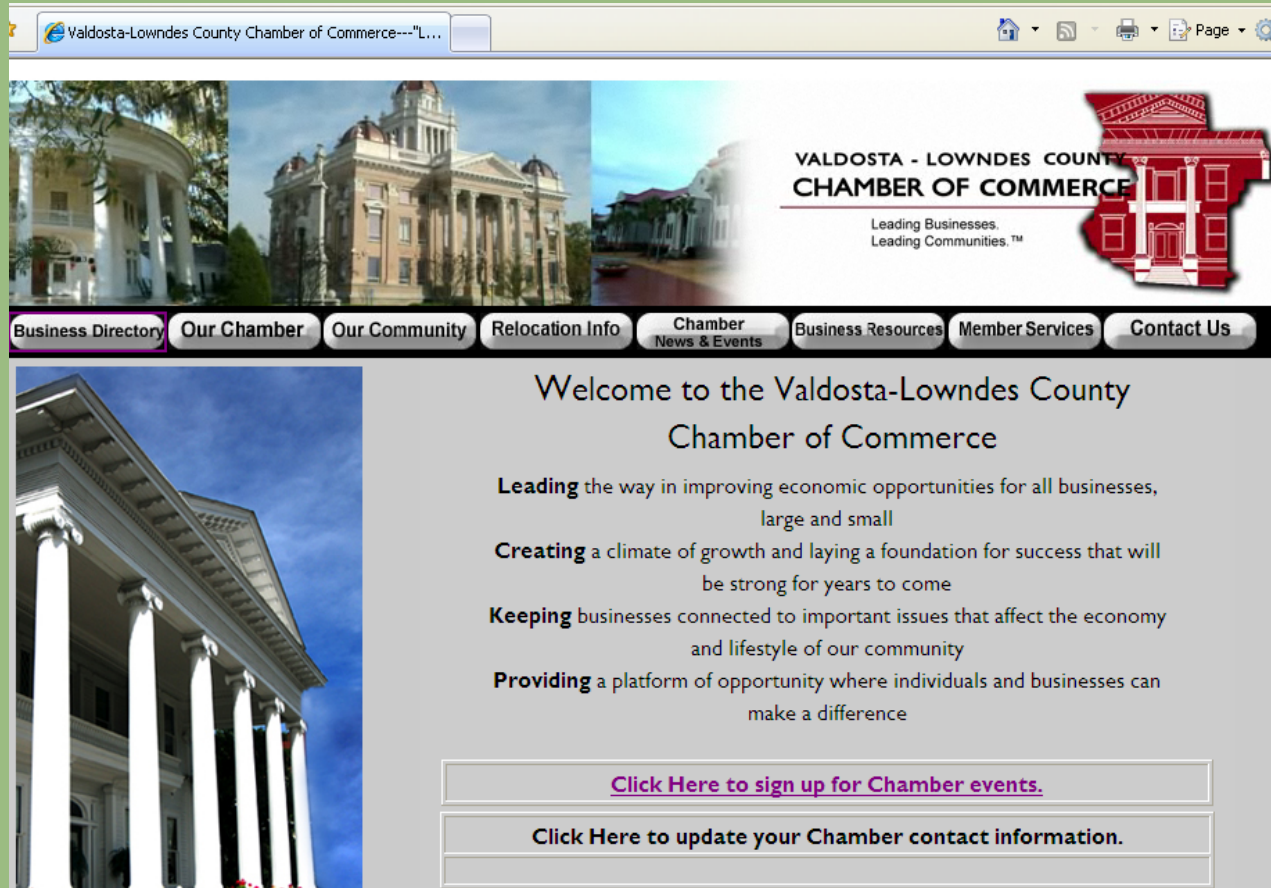 Valdosta-Lowndes County Chamber of Commerce---"L...
Page
VALDOSTA - LOWNDES COUNTY
CHAMBER OF COMMERCE
Leading Businesses.
Leading Communities.™
Business Directory
Our Chamber
Our Community
Relocation Info
Chamber
News & Events
Business Resources
Member Services
Contact Us
Welcome to the Valdosta-Lowndes County
Chamber of Commerce
Leading the way in improving economic opportunities for all businesses,
large and small
Creating a climate of growth and laying a foundation for success that will
be strong for years to come
Keeping businesses connected to important issues that affect the economy
and lifestyle of our community
Providing a platform of opportunity where individuals and businesses can
make a difference
Click Here to sign up for Chamber events.
Click Here to update your Chamber contact information.